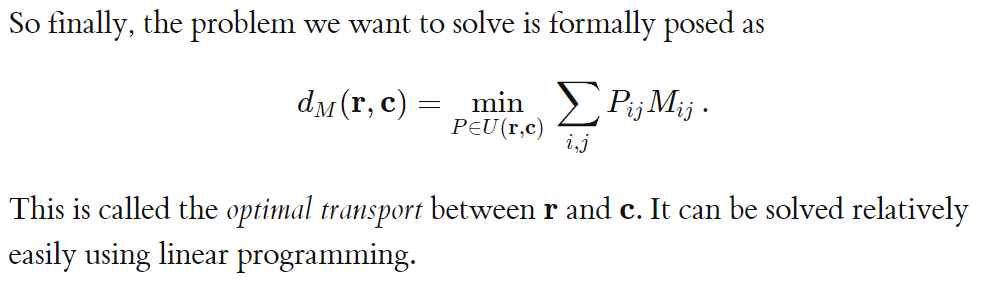 So finally, the problem we want to solve is formally posed as
d_M(r, c) = min_{P∈U(r,c)} ∑_{i,j} P_{ij} M_{ij} .
This is called the optimal transport between r and c. It can be solved relatively
easily using linear programming.